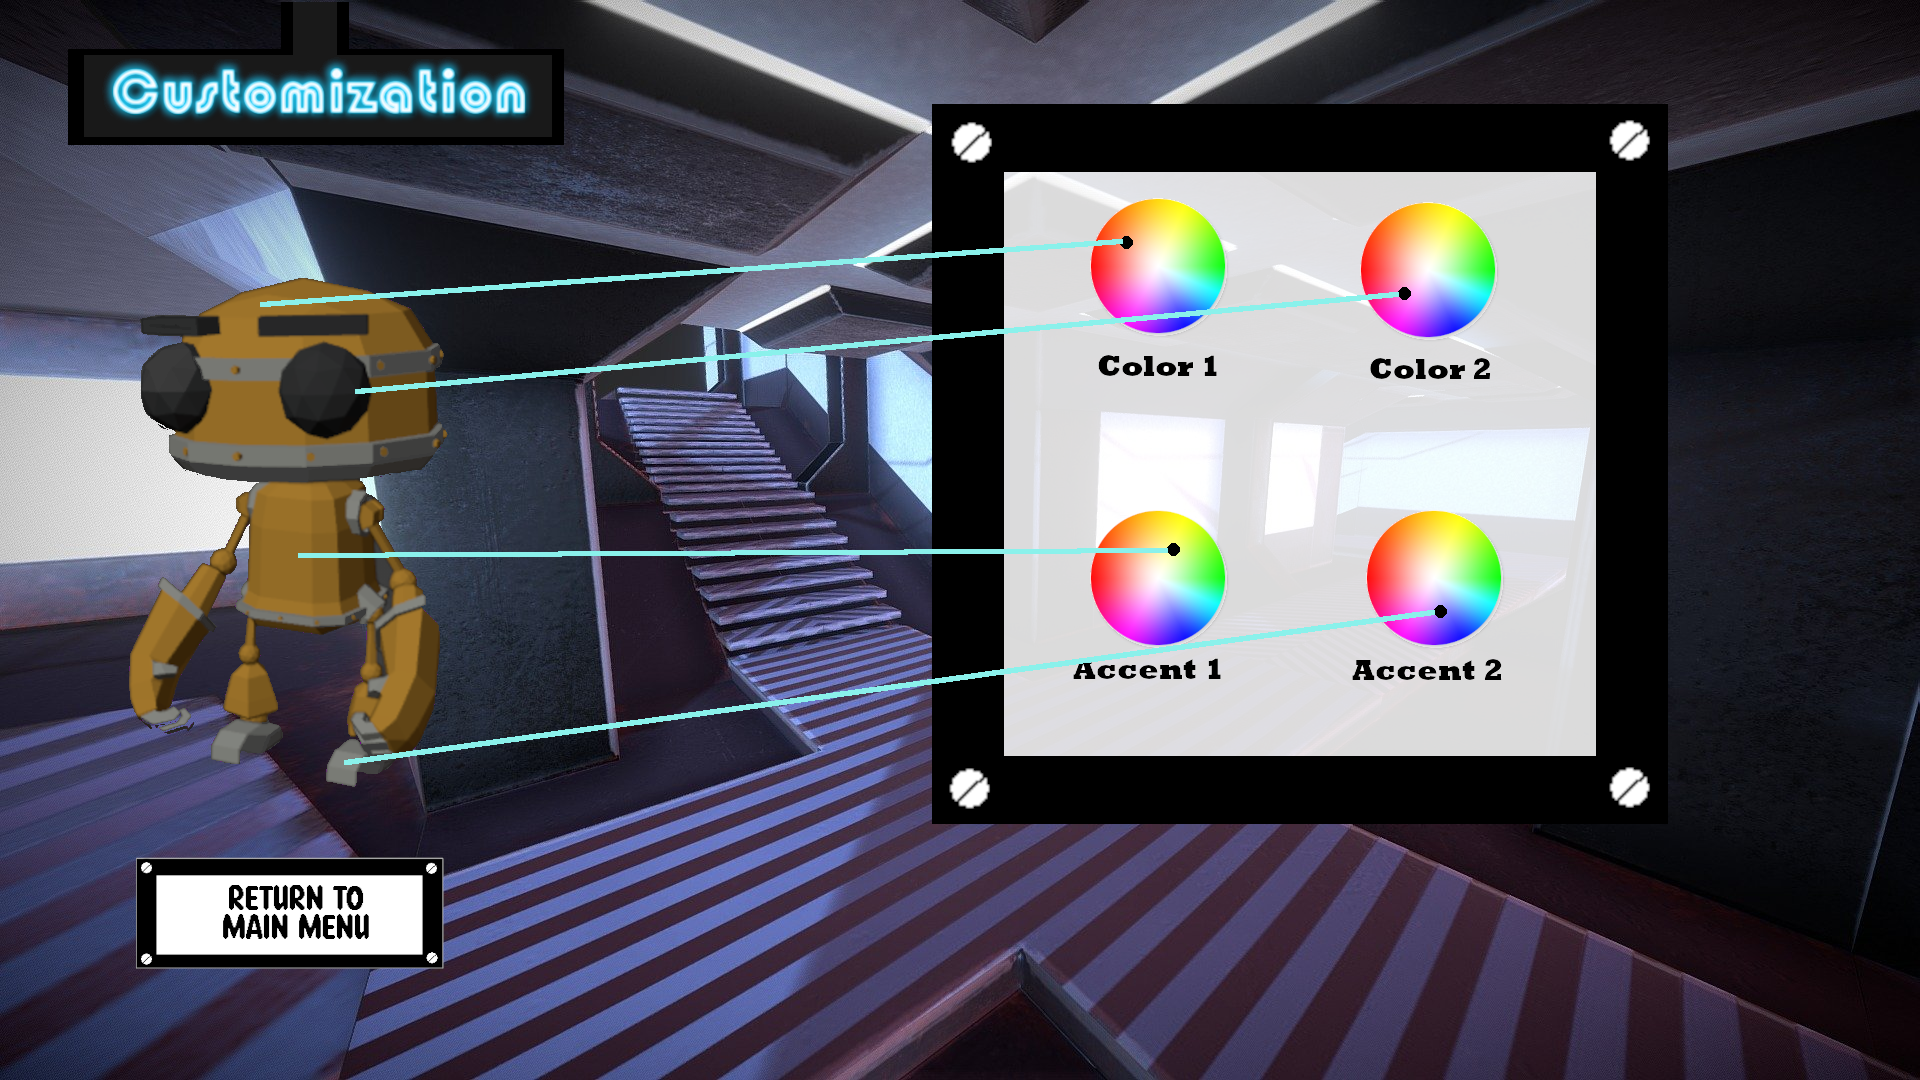 Customization
Color 1
Color 2
Accent 1
Accent 2
RETURN TO
MAIN MENU